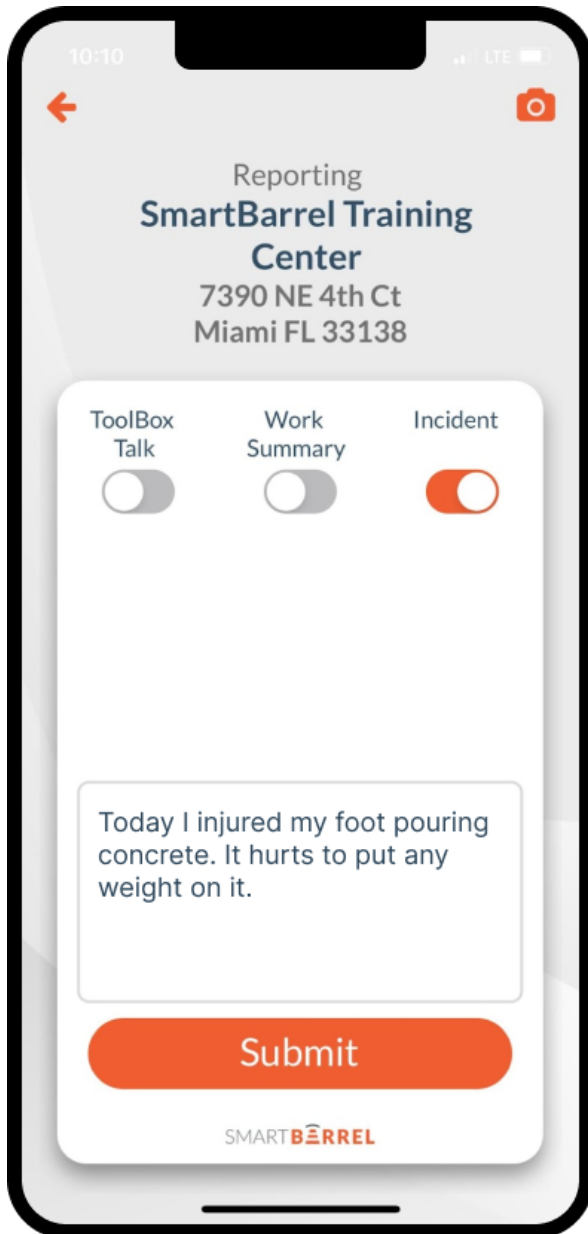 10:10
LTE
Reporting
SmartBarrel Training
Center
7390 NE 4th Ct
Miami FL 33138
ToolBox
Talk
Work
Summary
Incident
Today I injured my foot pouring
concrete. It hurts to put any
weight on it.
Submit
SMARTBARREL